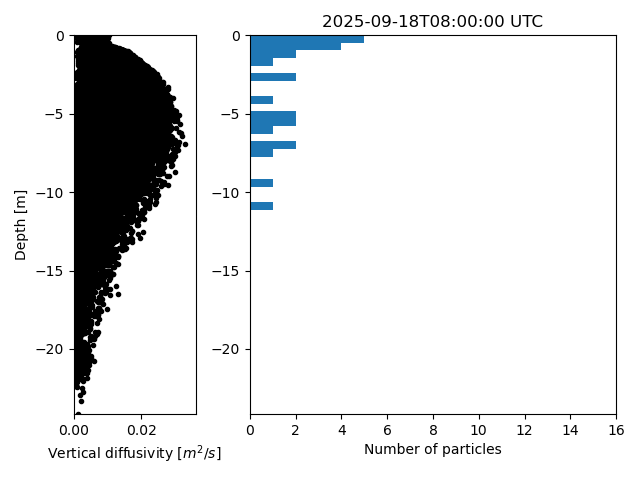 2025-09-18T08:00:00 UTC
0
−5
−10
−15
−20
Depth [m]
0.00 0.02
Vertical diffusivity [m²/s]
0
−5
−10
−15
−20
0 2 4 6 8 10 12 14 16
Number of particles